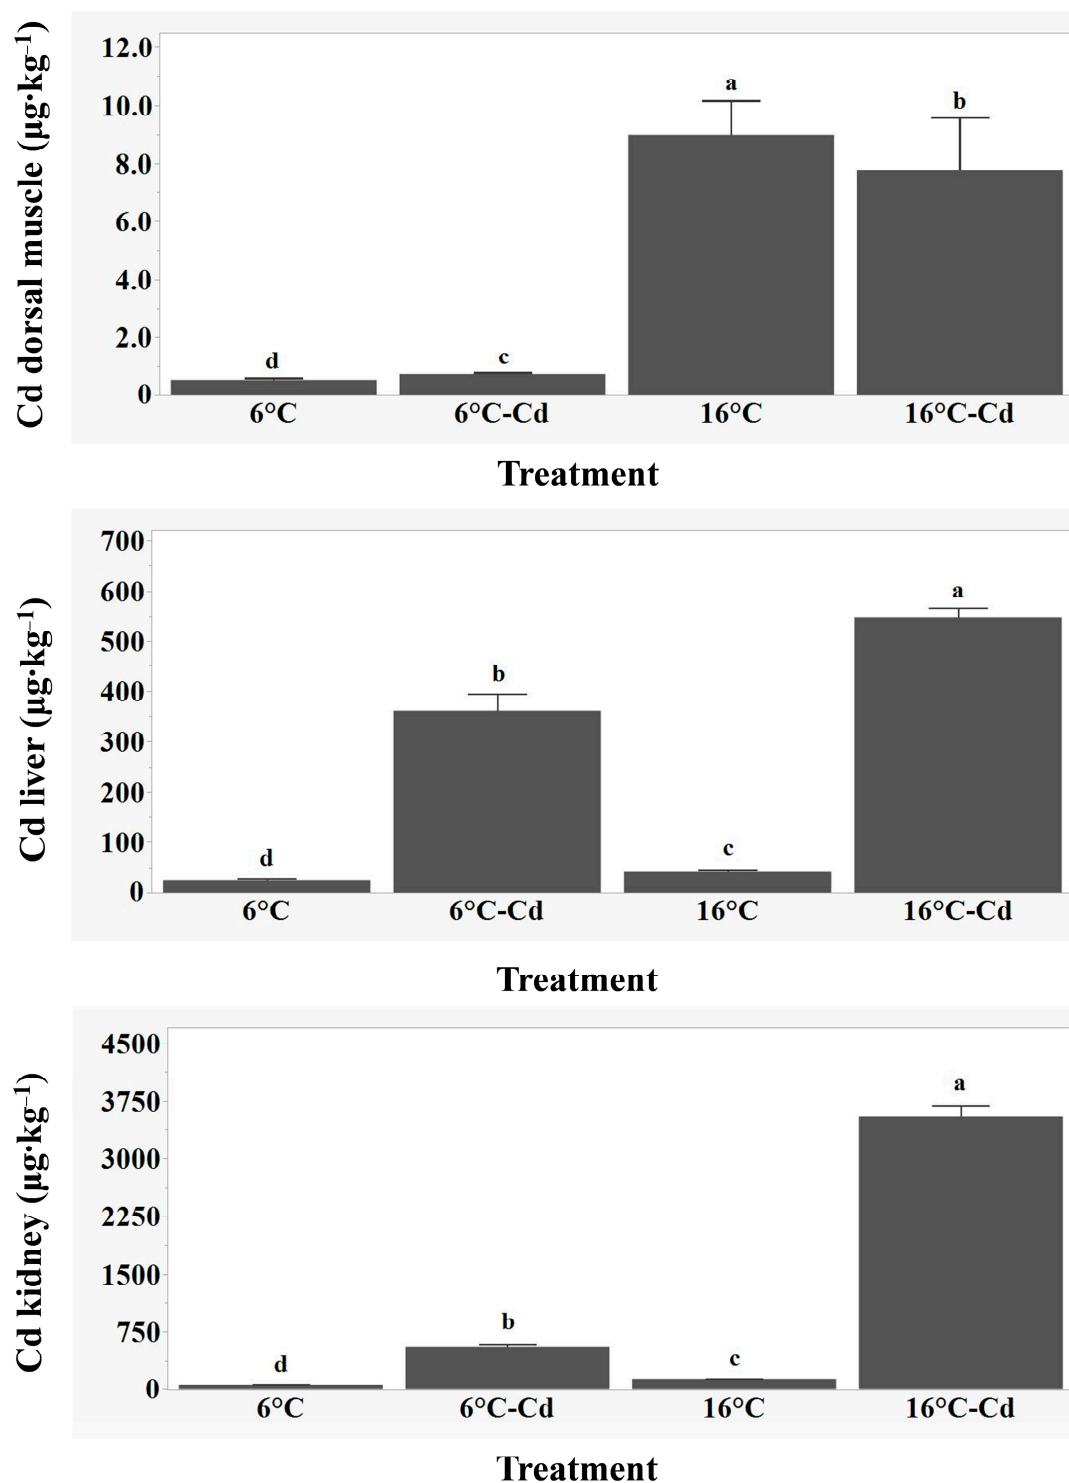 Cd dorsal muscle (µg·kg⁻¹)
12.0
10.0
8.0
6.0
4.0
2.0
0
d
c
a
b
6°C 6°C-Cd 16°C 16°C-Cd
Treatment
Cd liver (µg·kg⁻¹)
700
600
500
400
300
200
100
0
d
b
c
a
6°C 6°C-Cd 16°C 16°C-Cd
Treatment
Cd kidney (µg·kg⁻¹)
4500
3750
3000
2250
1500
750
0
d
b
c
a
6°C 6°C-Cd 16°C 16°C-Cd
Treatment